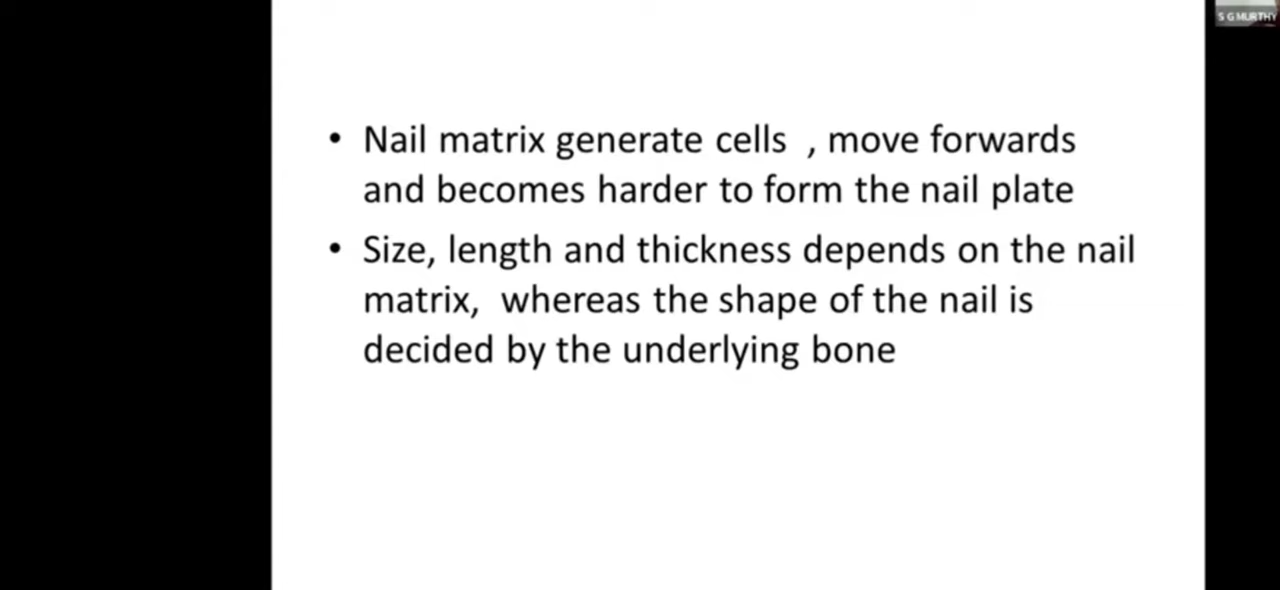 S G MURTHY
• Nail matrix generate cells , move forwards
and becomes harder to form the nail plate
• Size, length and thickness depends on the nail
matrix, whereas the shape of the nail is
decided by the underlying bone